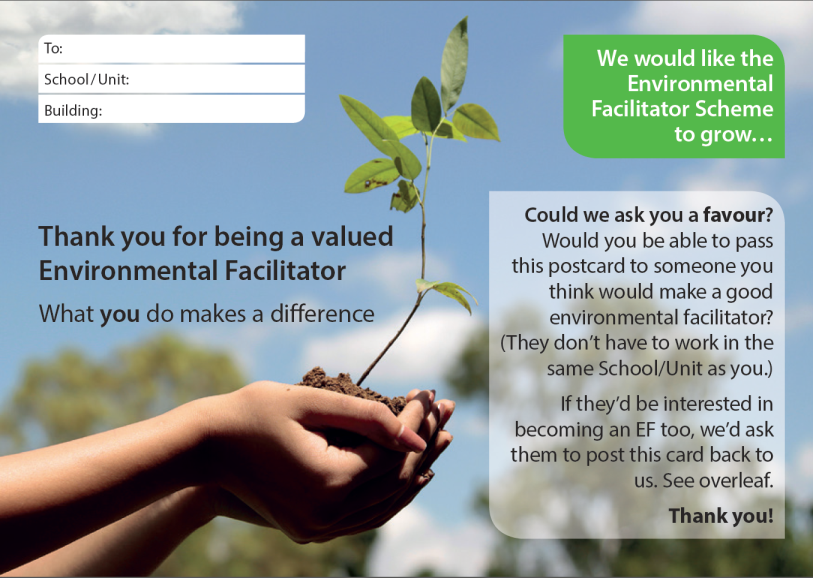 To:
School/Unit:
Building:
We would like the
Environmental
Facilitator Scheme
to grow...
Thank you for being a valued
Environmental Facilitator
What you do makes a difference
Could we ask you a favour?
Would you be able to pass
this postcard to someone you
think would make a good
environmental facilitator?
(They don't have to work in the
same School/Unit as you.)
If they'd be interested in
becoming an EF too, we'd ask
them to post this card back to
us. See overleaf.
Thank you!